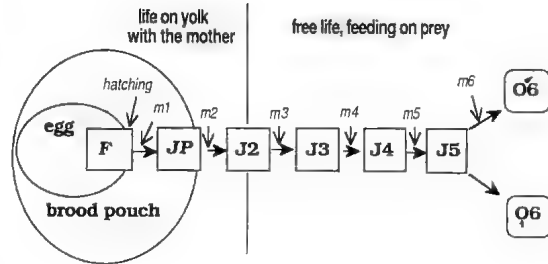 life on yolk
with the mother
free life, feeding on prey
hatching
m1
m2
m3
m4
m5
m6
egg
F
JP
J2
J3
J4
J5
brood pouch
♂6
♀6